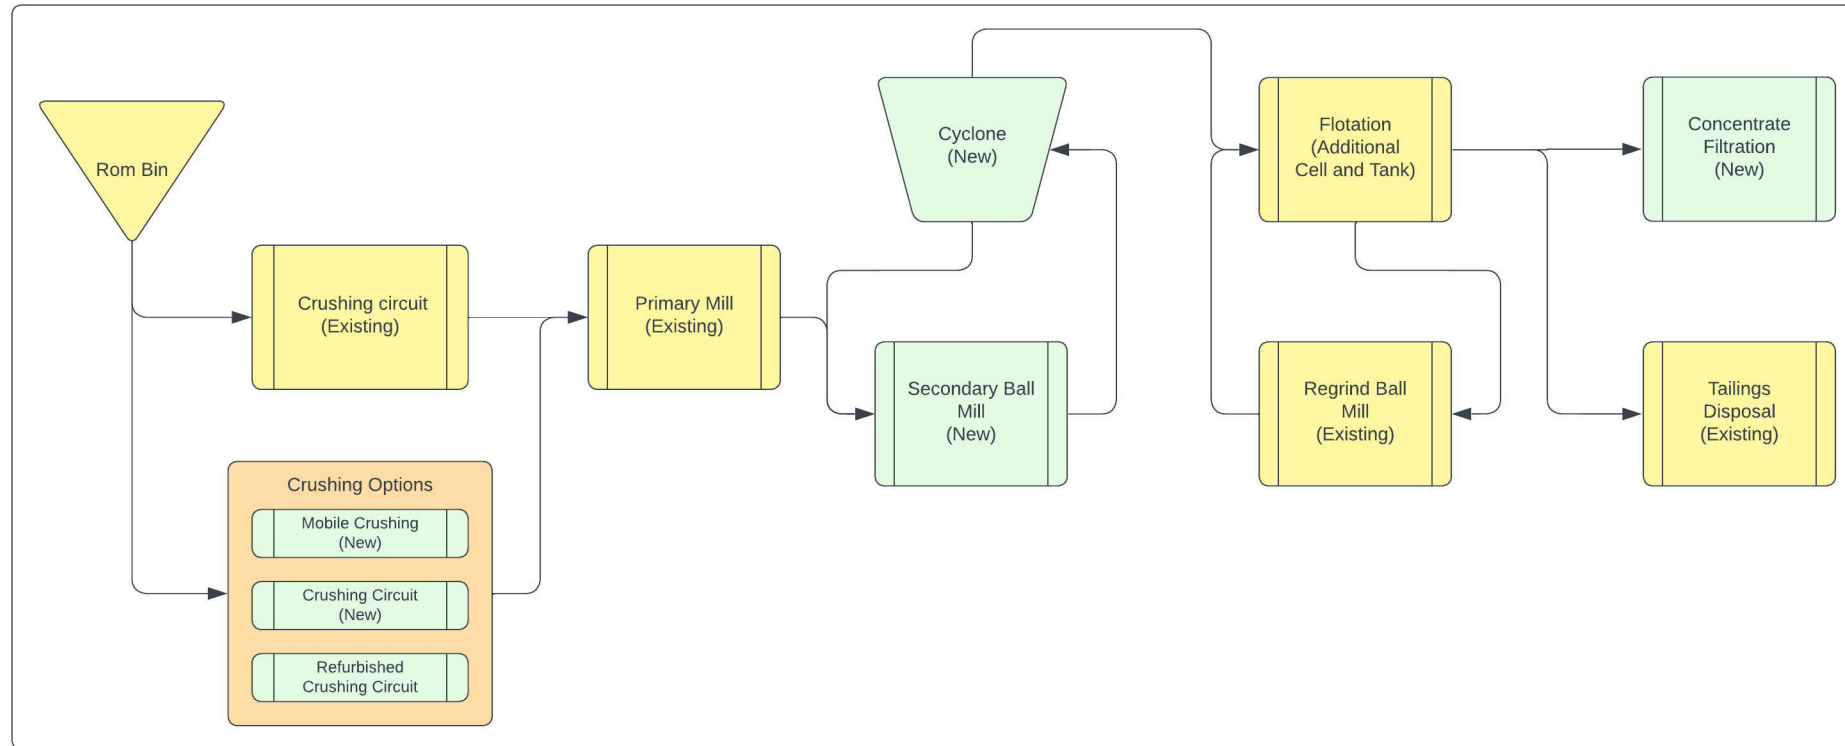 Rom Bin
Crushing circuit
(Existing)
Crushing Options
Mobile Crushing
(New)
Crushing Circuit
(New)
Refurbished
Crushing Circuit
Primary Mill
(Existing)
Cyclone
(New)
Secondary Ball
Mill
(New)
Flotation
(Additional
Cell and Tank)
Regrind Ball
Mill
(Existing)
Concentrate
Filtration
(New)
Tailings
Disposal
(Existing)